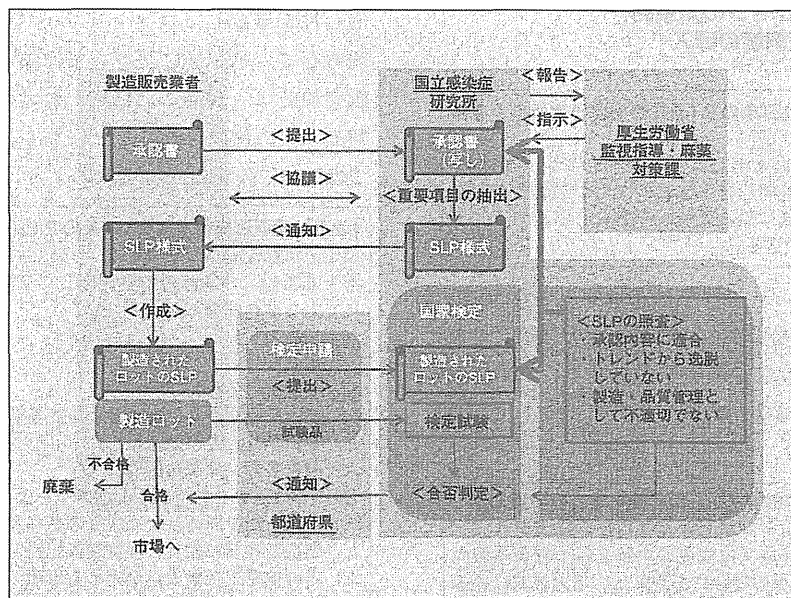 製造販売業者
国立感染症
研究所
＜報告＞
＜指示＞
厚生労働省
監視指導・麻薬
対策課
承認書
＜提出＞
承認書
(写し)
＜協議＞
＜重要項目の抽出＞
SLP様式
＜通知＞
SLP様式
＜作成＞
国家検定
検定申請
＜提出＞
試験品
製造された
ロットのSLP
製造された
ロットのSLP
＜SLPの審査＞
・承認内容に適合
・トレンドから逸脱
していない
・製造・品質管理と
して不適切でない
製造ロット
検定試験
不合格
廃棄
合格
＜通知＞
＜合否判定＞
都道府県
市場へ